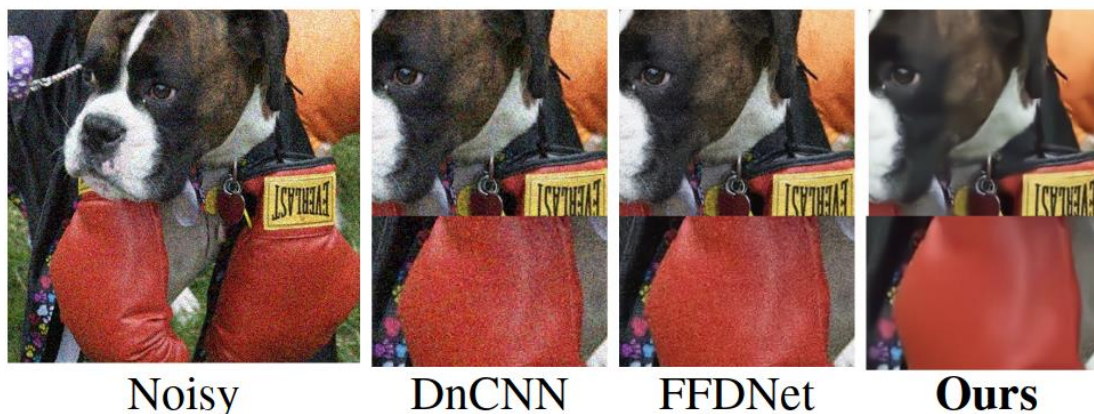 EVERLAST
EVERLAST
EVERLAST
EVERLAST
Noisy
DnCNN
FFDNet
Ours